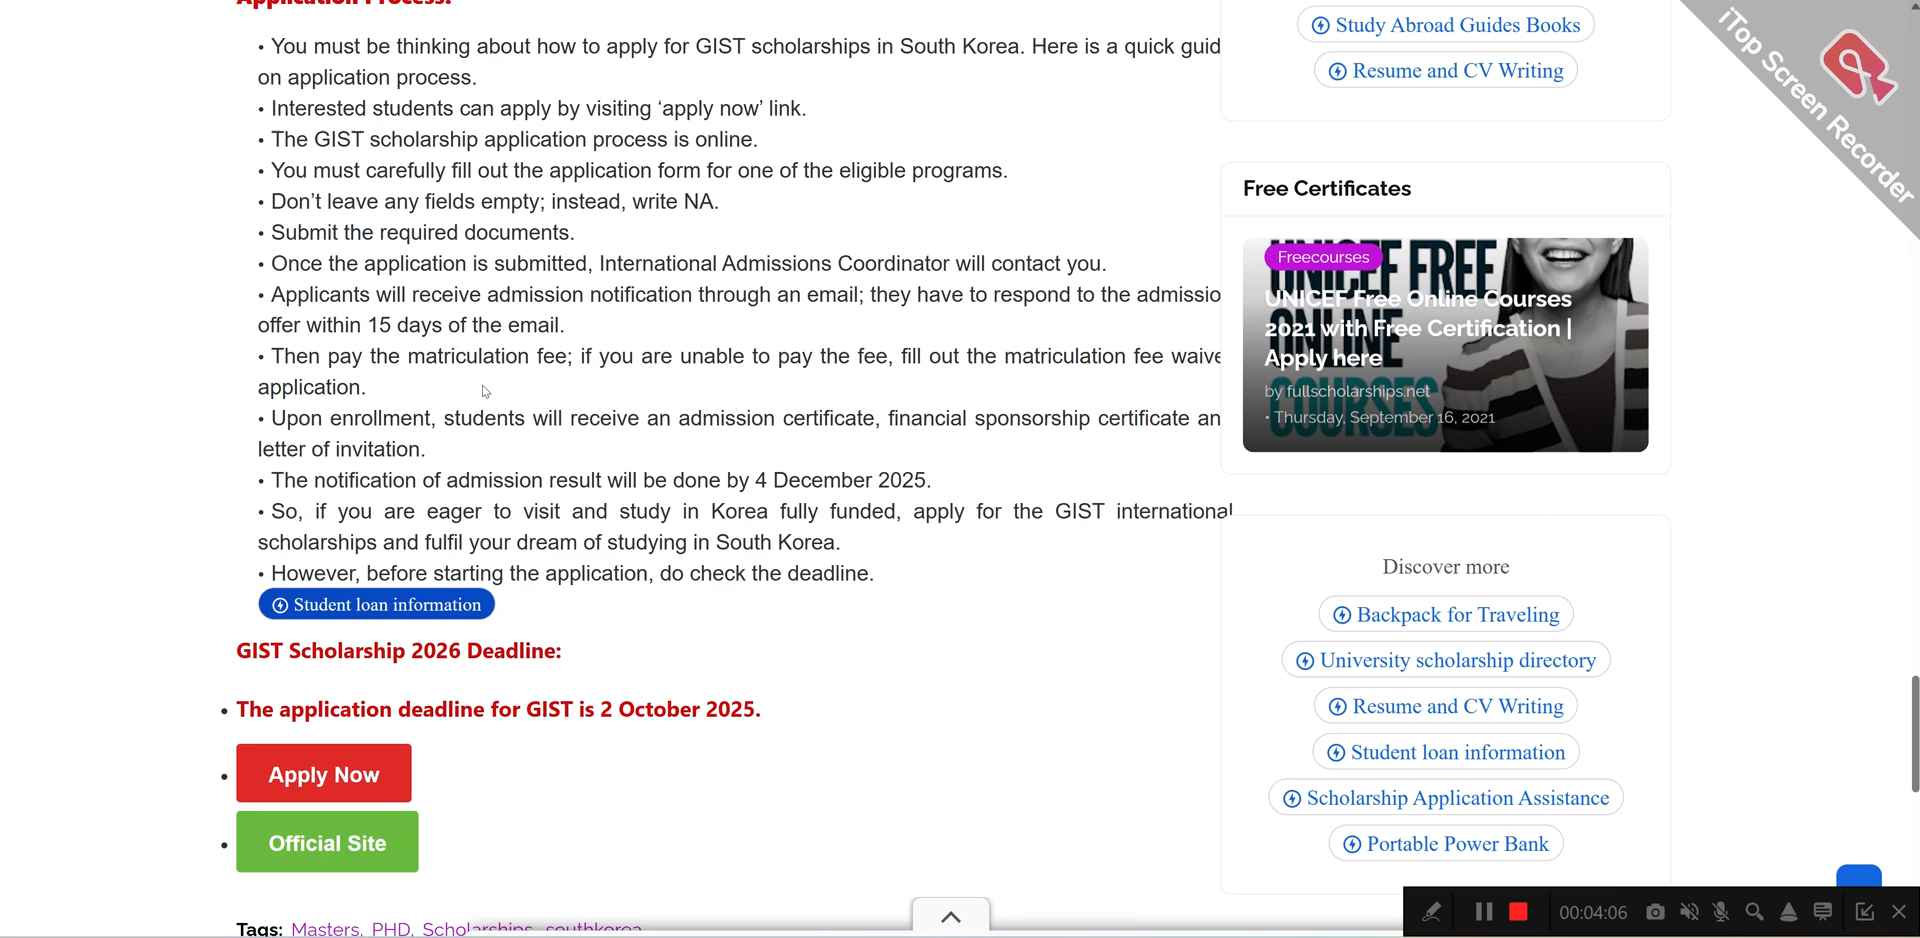 Application Process:
• You must be thinking about how to apply for GIST scholarships in South Korea. Here is a quick guid
on application process.
• Interested students can apply by visiting ‘apply now’ link.
• The GIST scholarship application process is online.
• You must carefully fill out the application form for one of the eligible programs.
• Don’t leave any fields empty; instead, write NA.
• Submit the required documents.
• Once the application is submitted, International Admissions Coordinator will contact you.
• Applicants will receive admission notification through an email; they have to respond to the admissio
offer within 15 days of the email.
• Then pay the matriculation fee; if you are unable to pay the fee, fill out the matriculation fee waive
application.
• Upon enrollment, students will receive an admission certificate, financial sponsorship certificate an
letter of invitation.
• The notification of admission result will be done by 4 December 2025.
• So, if you are eager to visit and study in Korea fully funded, apply for the GIST international
scholarships and fulfil your dream of studying in South Korea.
• However, before starting the application, do check the deadline.
Student loan information
GIST Scholarship 2026 Deadline:
• The application deadline for GIST is 2 October 2025.
• Apply Now
• Official Site
Tags: Masters, PHD, Scholarships, southkorea
Study Abroad Guides Books
Resume and CV Writing
Free Certificates
UNICEF FREE
ONLINE
COURSES
Freecourses
UNICEF Free Online Courses
2021 with Free Certification |
Apply here
by fullscholarships.net
• Thursday, September 16, 2021
Discover more
Backpack for Traveling
University scholarship directory
Resume and CV Writing
Student loan information
Scholarship Application Assistance
Portable Power Bank
iTop Screen Recorder
00:04:06